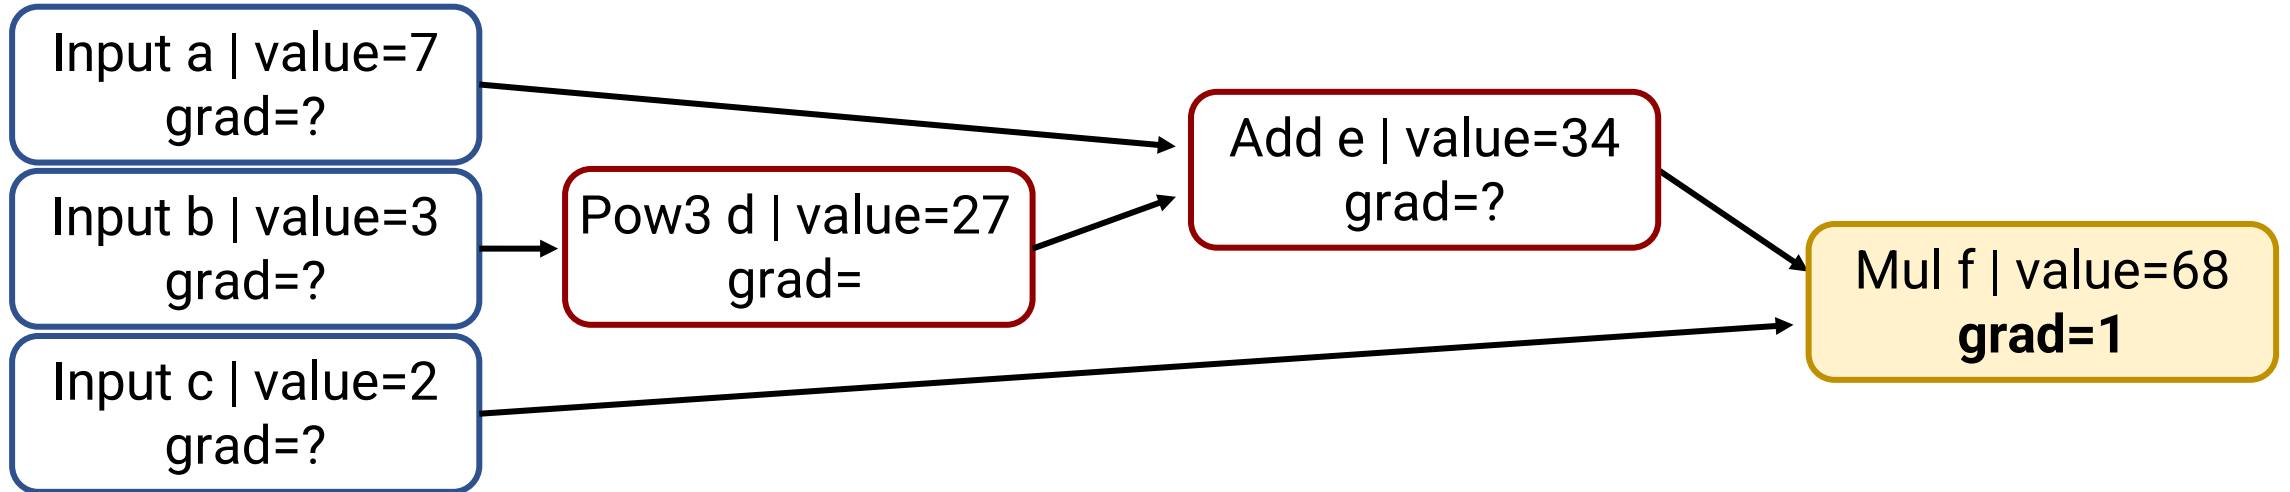 Input a | value=7
grad=?
Input b | value=3
grad=?
Input c | value=2
grad=?
Pow3 d | value=27
grad=
Add e | value=34
grad=?
Mul f | value=68
grad=1